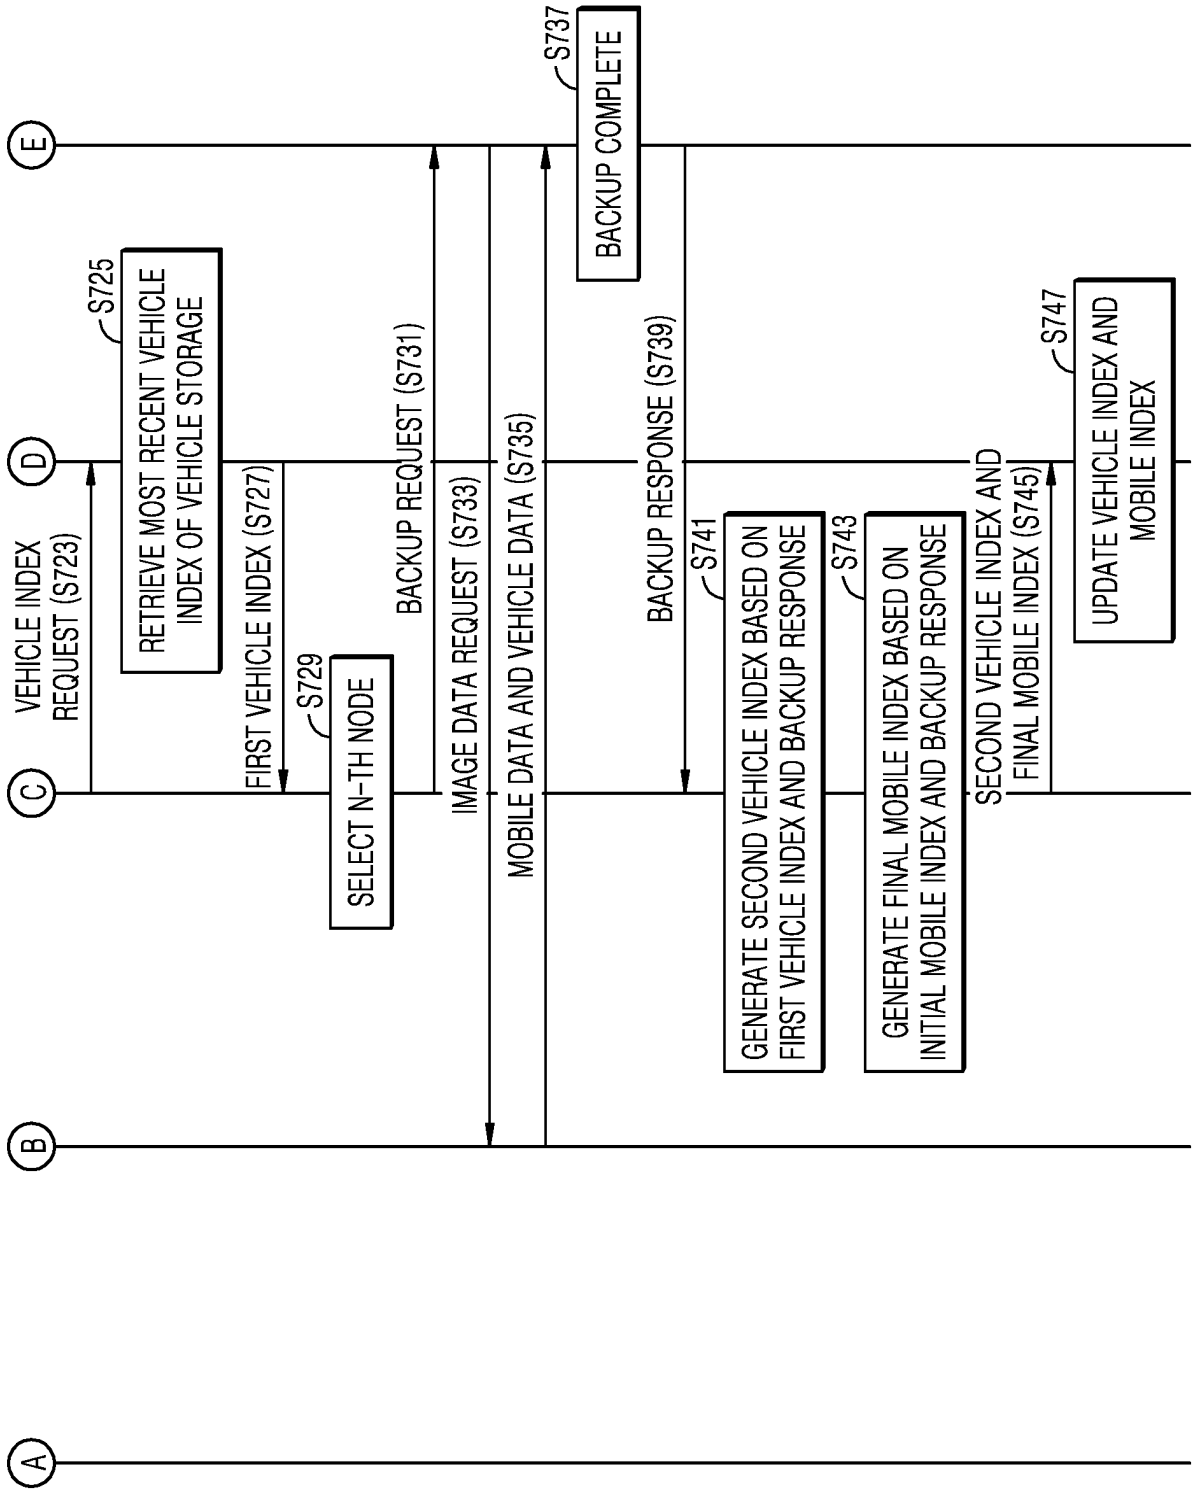 A
B
C
D
E
VEHICLE INDEX
REQUEST (S723)
S725
RETRIEVE MOST RECENT VEHICLE
INDEX OF VEHICLE STORAGE
FIRST VEHICLE INDEX (S727)
S729
SELECT N-TH NODE
BACKUP REQUEST (S731)
IMAGE DATA REQUEST (S733)
MOBILE DATA AND VEHICLE DATA (S735)
S737
BACKUP COMPLETE
BACKUP RESPONSE (S739)
S741
GENERATE SECOND VEHICLE INDEX BASED ON
FIRST VEHICLE INDEX AND BACKUP RESPONSE
S743
GENERATE FINAL MOBILE INDEX BASED ON
INITIAL MOBILE INDEX AND BACKUP RESPONSE
SECOND VEHICLE INDEX AND
FINAL MOBILE INDEX (S745)
S747
UPDATE VEHICLE INDEX AND
MOBILE INDEX